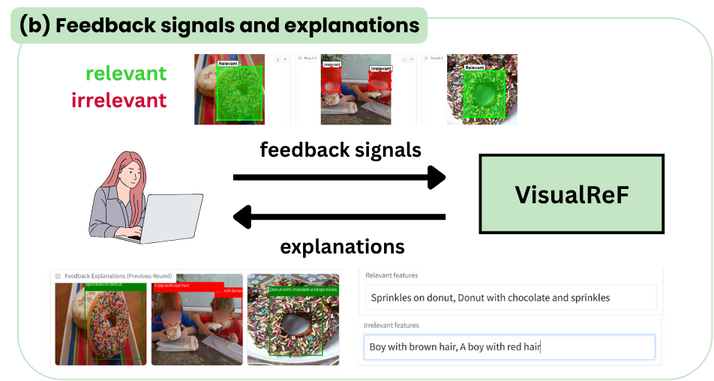 (b) Feedback signals and explanations
relevant
irrelevant
Relevant
Irrelevant
Irrelevant
Relevant
feedback signals
VisualReF
explanations
Feedback Explanations (Previous Round)
Sprinkles on donut
A boy with red hair
with brown
Donut with chocolate and sprinkles
Relevant features
Sprinkles on donut, Donut with chocolate and sprinkles
Irrelevant features
Boy with brown hair, A boy with red hair